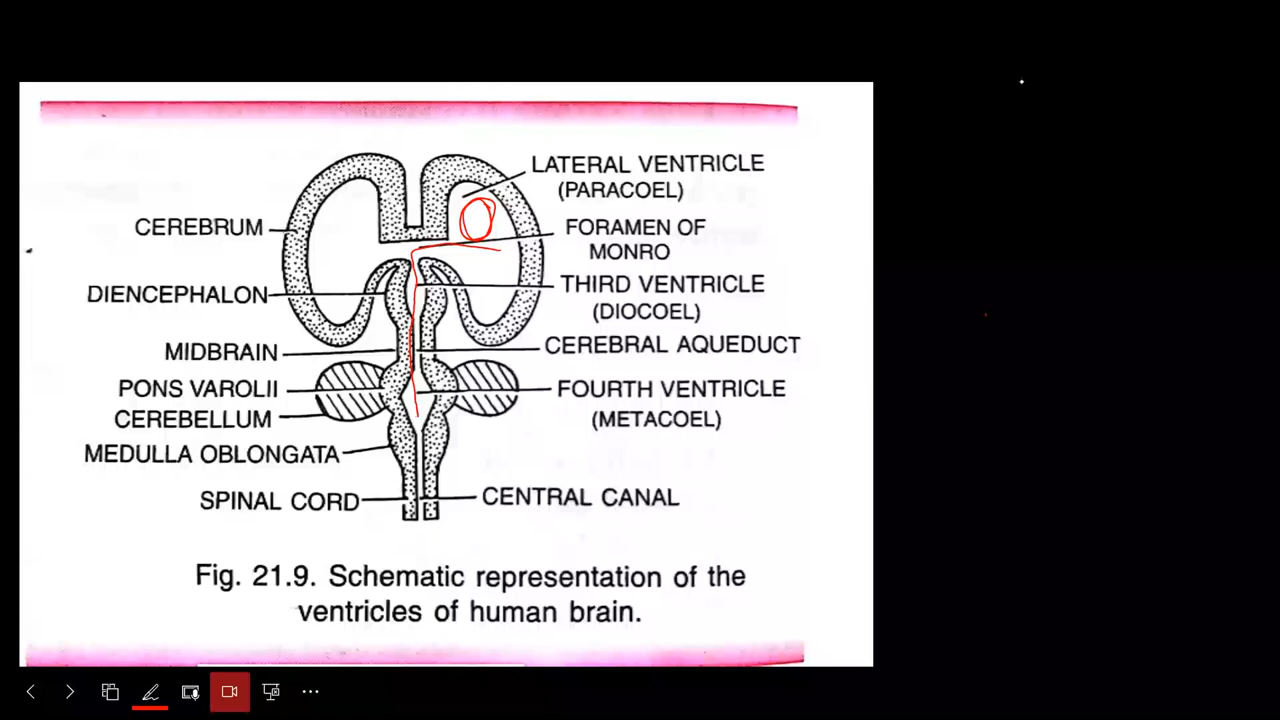 LATERAL VENTRICLE
(PARACOEL)
CEREBRUM
FORAMEN OF
MONRO
DIENCEPHALON
THIRD VENTRICLE
(DIOCOEL)
MIDBRAIN
CEREBRAL AQUEDUCT
PONS VAROLII
FOURTH VENTRICLE
CEREBELLUM
(METACOEL)
MEDULLA OBLONGATA
SPINAL CORD
CENTRAL CANAL
Fig. 21.9. Schematic representation of the
ventricles of human brain.